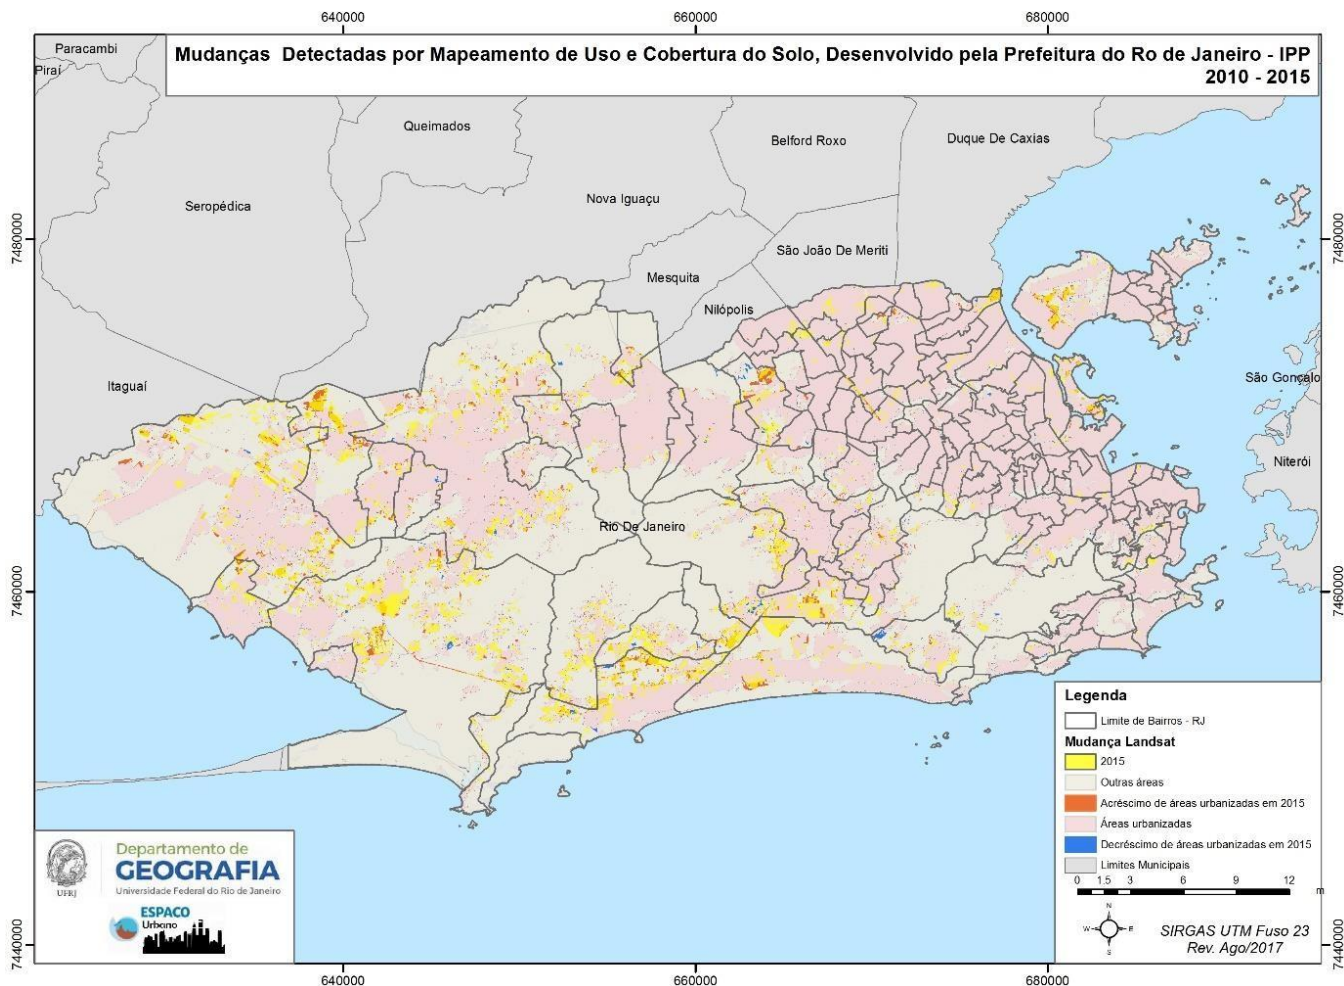 640000
660000
680000
Mudanças Detectadas por Mapeamento de Uso e Cobertura do Solo, Desenvolvido pela Prefeitura do Rio de Janeiro - IPP
2010 - 2015
Paracambi
Piraí
Queimados
Belford Roxo
Duque De Caxias
Seropédica
Nova Iguaçu
7480000
7480000
São João De Meriti
Mesquita
Nilópolis
Itaguaí
São Gonçalo
Niterói
Rio De Janeiro
7460000
7460000
Legenda
Limite de Bairros - RJ
Mudança Landsat
2015
Outras áreas
Acréscimo de áreas urbanizadas em 2015
Áreas urbanizadas
Decréscimo de áreas urbanizadas em 2015
Limites Municipais
0 1.5 3 6 9 12
m
N
W E
S
SIRGAS UTM Fuso 23
Rev. Ago/2017
UFRJ
Departamento de
GEOGRAFIA
Universidade Federal do Rio de Janeiro
ESPACO
Urbano
7440000
7440000
640000
660000
680000